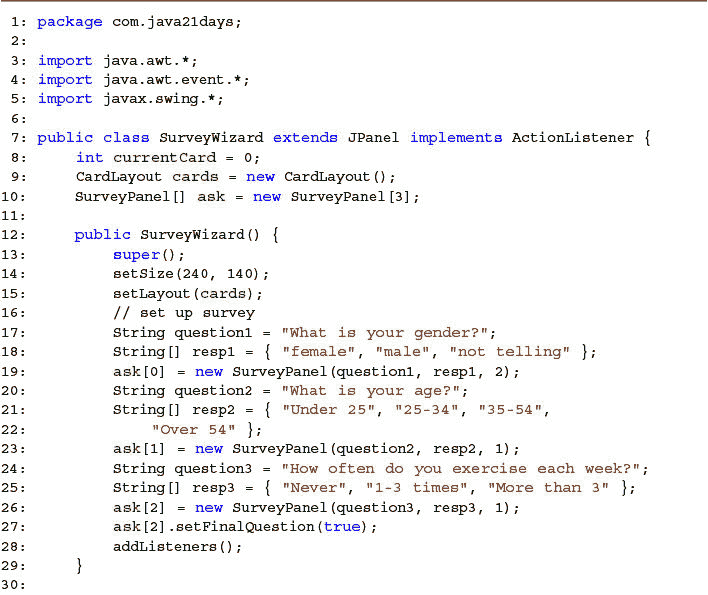 1: package com.java21days;
2:
3: import java.awt.*;
4: import java.awt.event.*;
5: import javax.swing.*;
6:
7: public class SurveyWizard extends JPanel implements ActionListener {
8:     int currentCard = 0;
9:     CardLayout cards = new CardLayout();
10:     SurveyPanel[] ask = new SurveyPanel[3];
11:
12:     public SurveyWizard() {
13:         super();
14:         setSize(240, 140);
15:         setLayout(cards);
16:         // set up survey
17:         String question1 = "What is your gender?";
18:         String[] resp1 = { "female", "male", "not telling" };
19:         ask[0] = new SurveyPanel(question1, resp1, 2);
20:         String question2 = "What is your age?";
21:         String[] resp2 = { "Under 25", "25-34", "35-54",
22:             "Over 54" };
23:         ask[1] = new SurveyPanel(question2, resp2, 1);
24:         String question3 = "How often do you exercise each week?";
25:         String[] resp3 = { "Never", "1-3 times", "More than 3" };
26:         ask[2] = new SurveyPanel(question3, resp3, 1);
27:         ask[2].setFinalQuestion(true);
28:         addListeners();
29:     }
30: